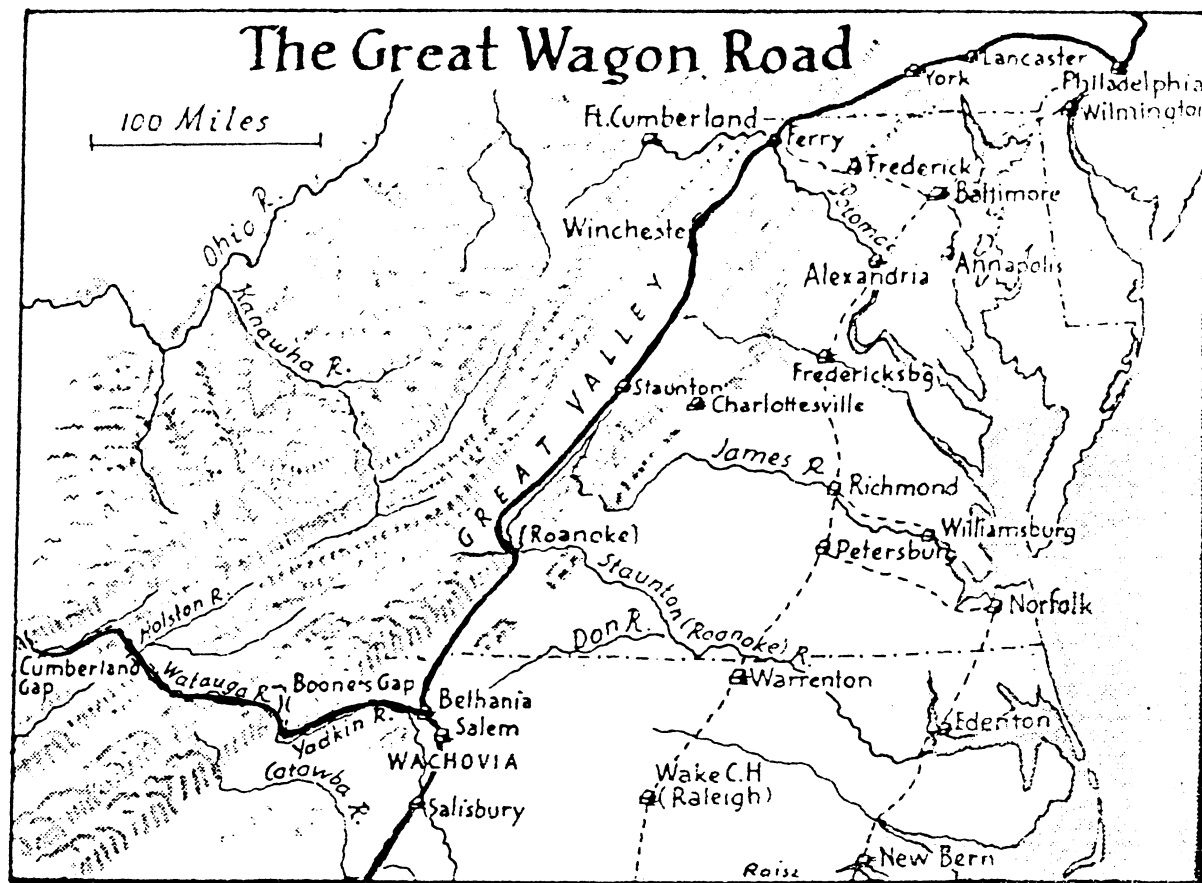 The Great Wagon Road
100 Miles
Lancaster
York
Philadelphia
Wilmington
Ft. Cumberland
Ferry
Frederick
Baltimore
Potomac
Winchester
Ohio R.
Alexandria
Annapolis
Kanawha R.
GREAT VALLEY
Fredericksbg.
Staunton
Charlottesville
James R
Richmond
Williamsburg
(Roanoke)
Petersburg
Staunton (Roanoke) R.
Norfolk
Holston R.
Don R.
Cumberland
Gap
Watauga R
Boone's Gap
Warrenton
Bethania
Yadkin R.
Salem
Edenton
WACHOVIA
Catawba R.
Wake C.H
(Raleigh)
Salisbury
New Bern